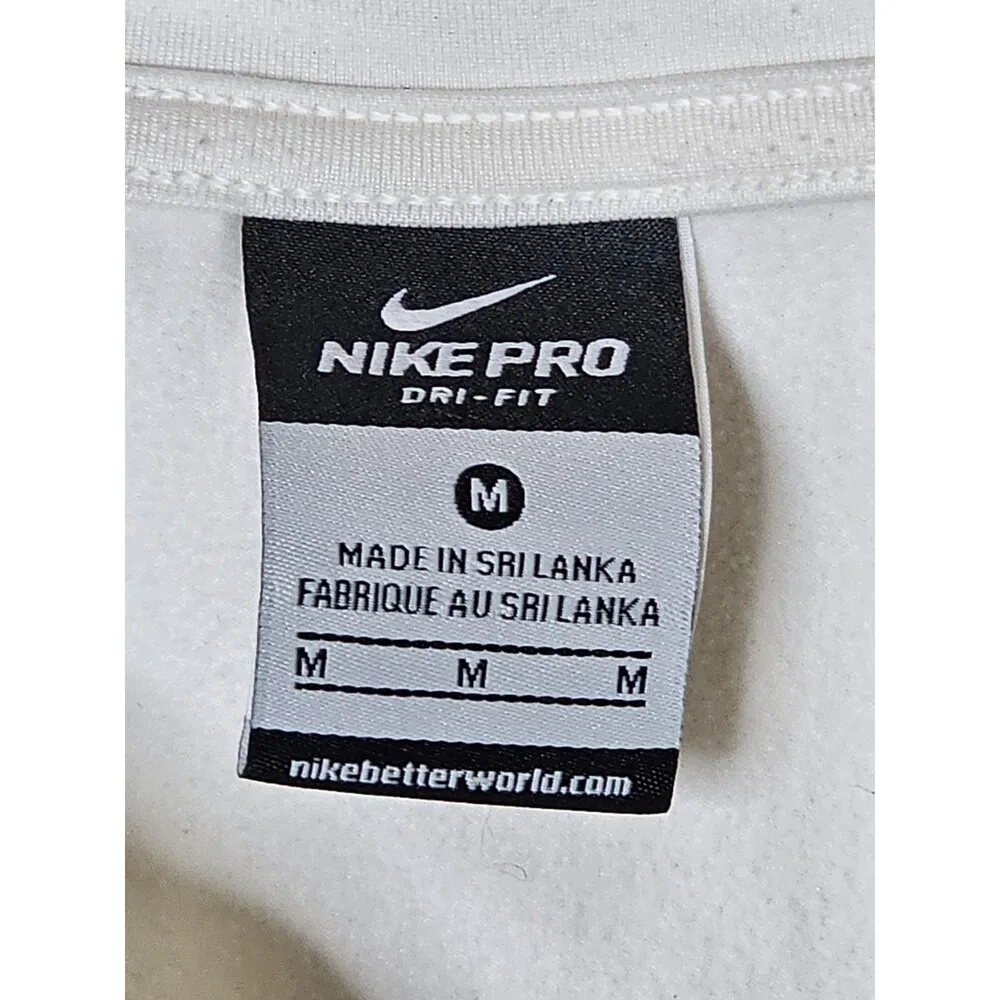 NIKE PRO
DRI-FIT
M
MADE IN SRI LANKA
FABRIQUE AU SRI LANKA
M M M
nikebetterworld.com